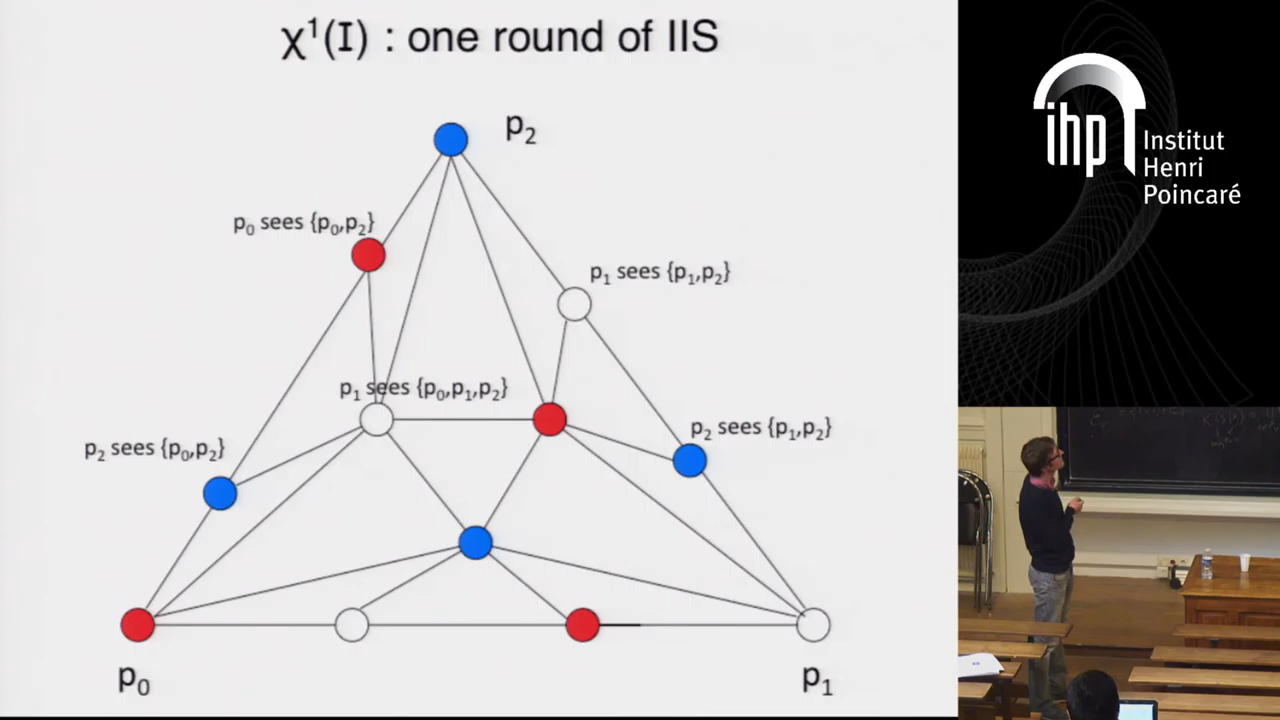 χ¹(I) : one round of IIS
p₂
p₀ sees {p₀,p₂}
p₁ sees {p₁,p₂}
p₁ sees {p₀,p₁,p₂}
p₂ sees {p₁,p₂}
p₂ sees {p₀,p₂}
p₀
p₁
ihp
Institut
Henri
Poincaré